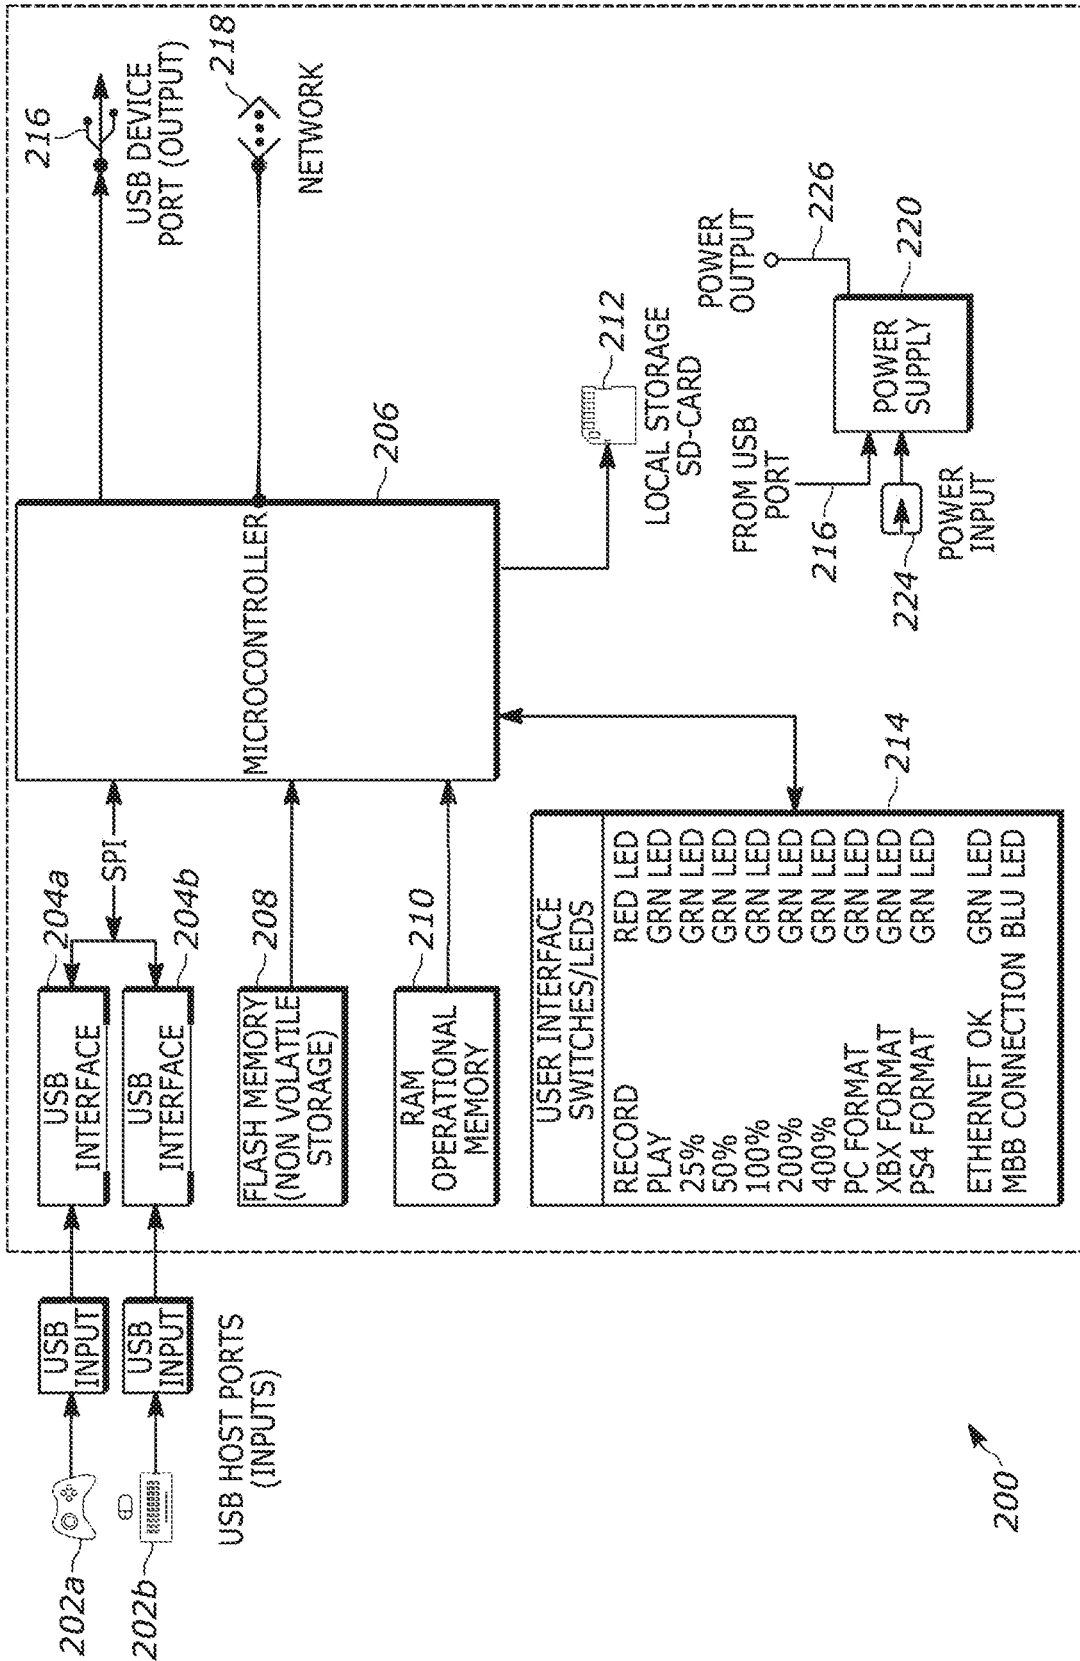 202a
202b
USB
INPUT
USB
INPUT
USB HOST PORTS
(INPUTS)
USB
INTERFACE
204a
USB
INTERFACE
204b
SPI
FLASH MEMORY
(NON VOLATILE
STORAGE)
208
RAM
OPERATIONAL
MEMORY
210
MICROCONTROLLER
206
216
USB DEVICE
PORT (OUTPUT)
218
NETWORK
212
LOCAL STORAGE
SD-CARD
USER INTERFACE
SWITCHES/LEDS
RECORD RED LED
PLAY GRN LED
25% GRN LED
50% GRN LED
100% GRN LED
200% GRN LED
400% GRN LED
PC FORMAT GRN LED
XBX FORMAT GRN LED
PS4 FORMAT GRN LED
ETHERNET OK GRN LED
MBB CONNECTION BLU LED
214
FROM USB
PORT
216
224
POWER
INPUT
POWER
SUPPLY
220
POWER
OUTPUT
226
200